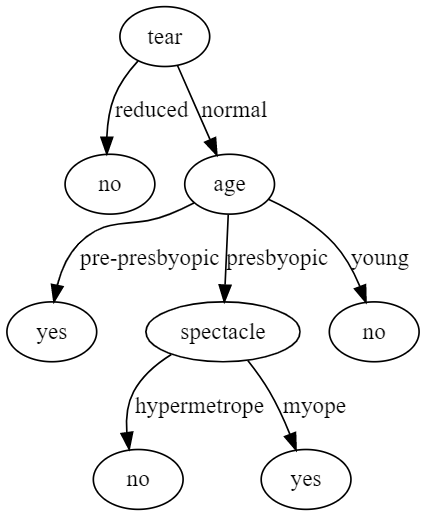 tear
reduced normal
no age
pre-presbyopic presbyopic young
yes spectacle no
hypermetrope myope
no yes